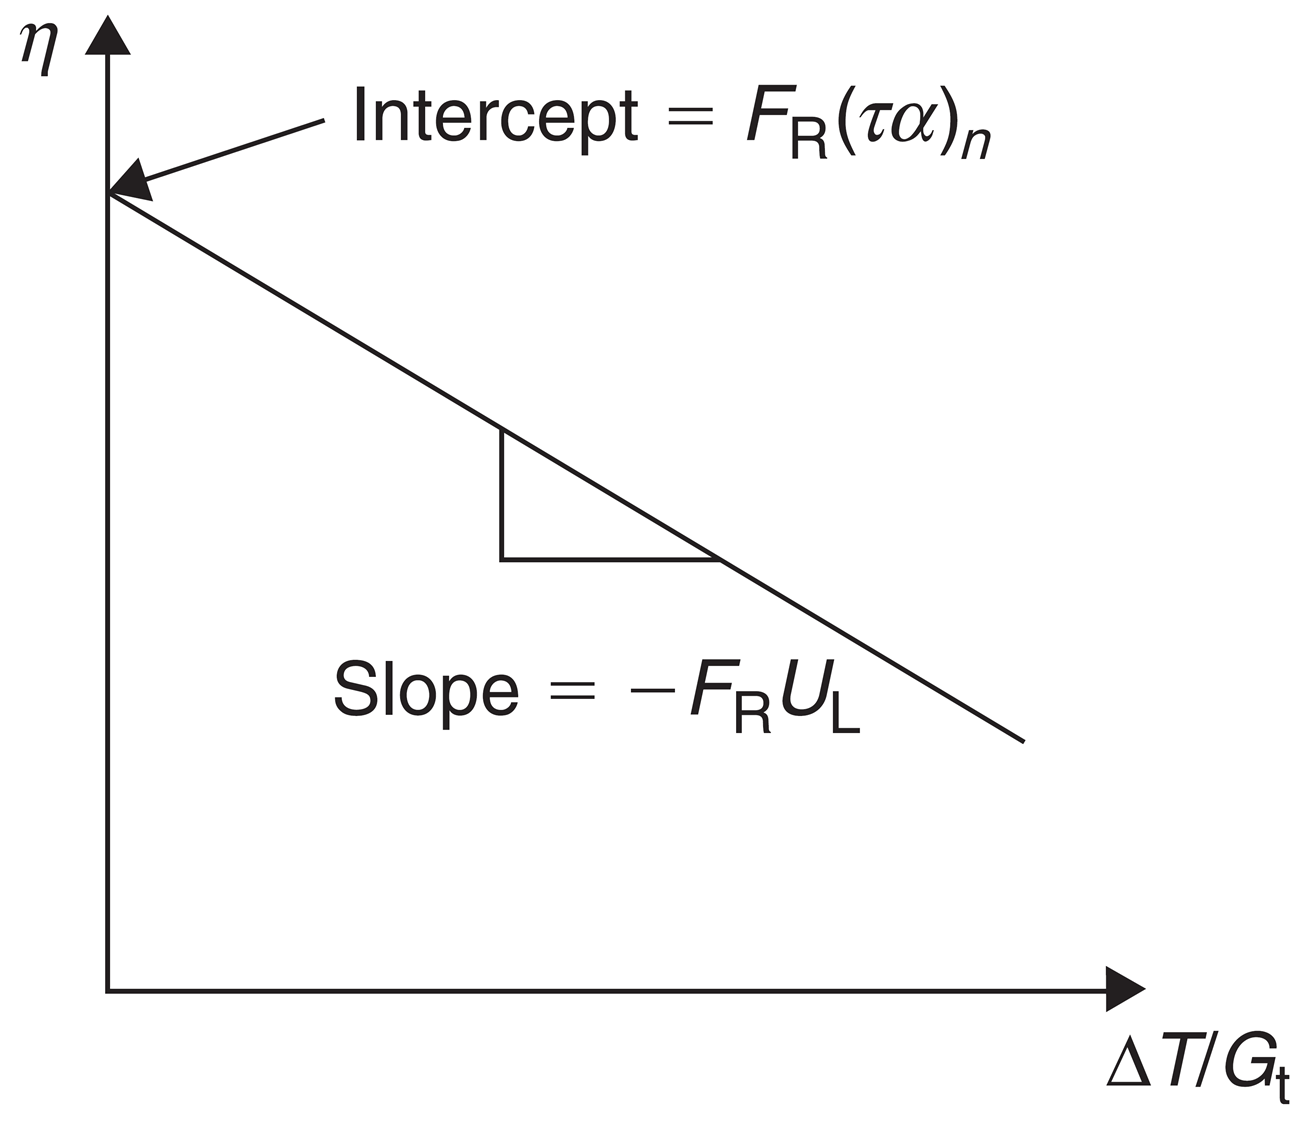 η
Intercept = F_R(τα)_n
Slope = −F_R U_L
ΔT/G_t